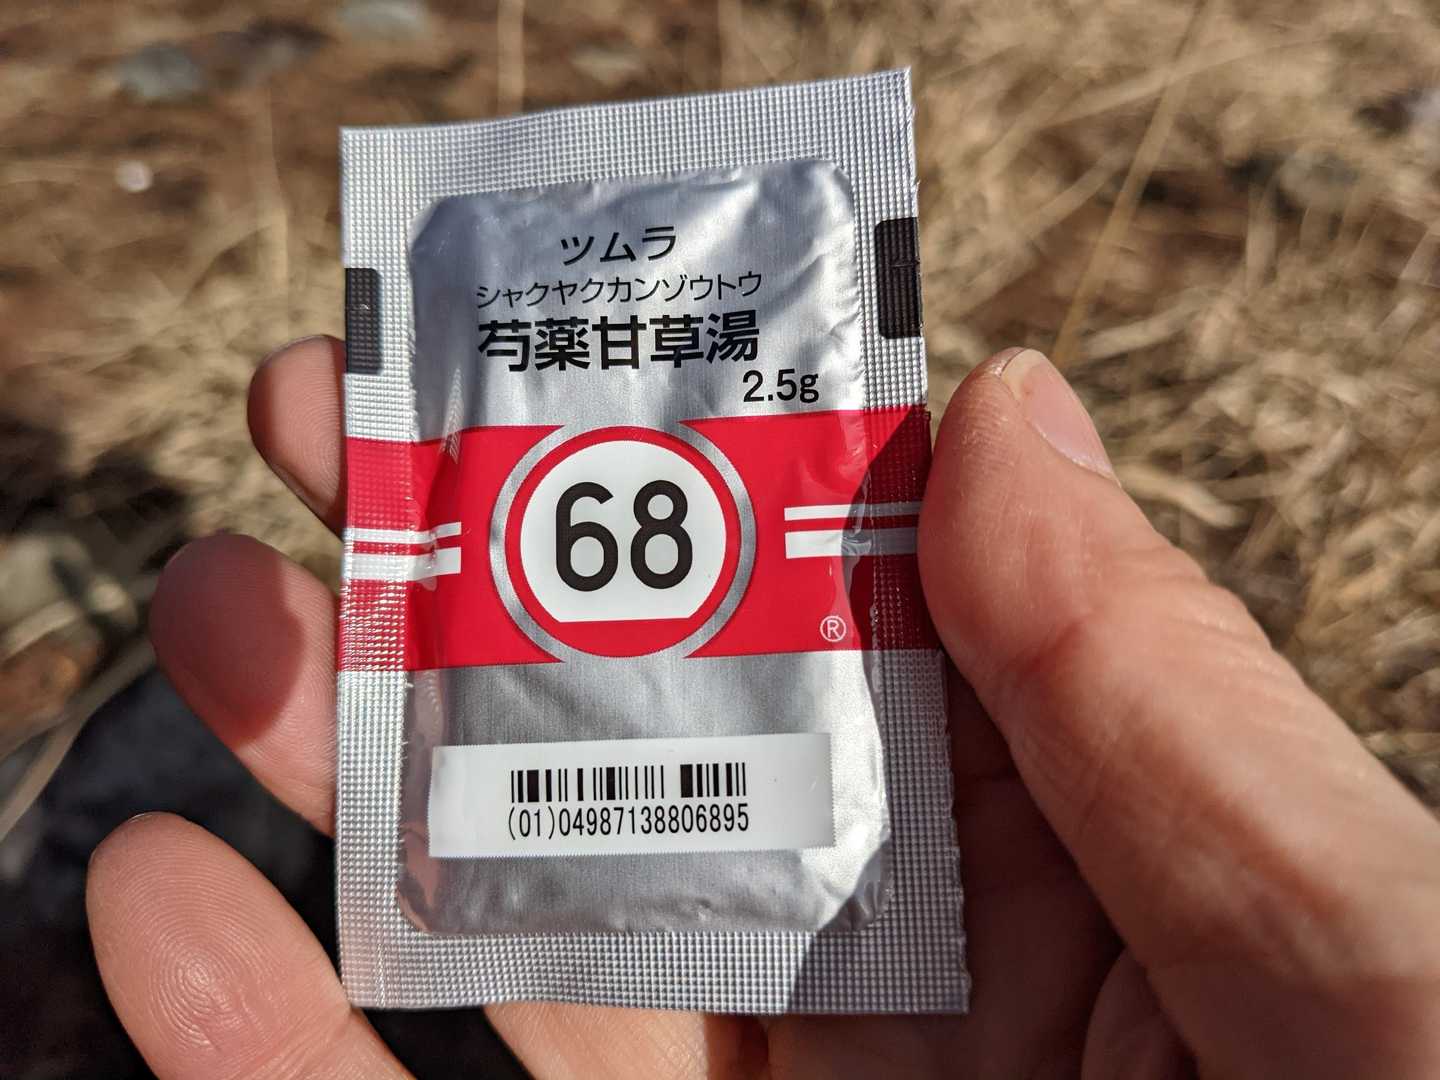 ツムラ
シャクヤクカンゾウトウ
芍薬甘草湯
2.5g
68
®
(01)04987138806895